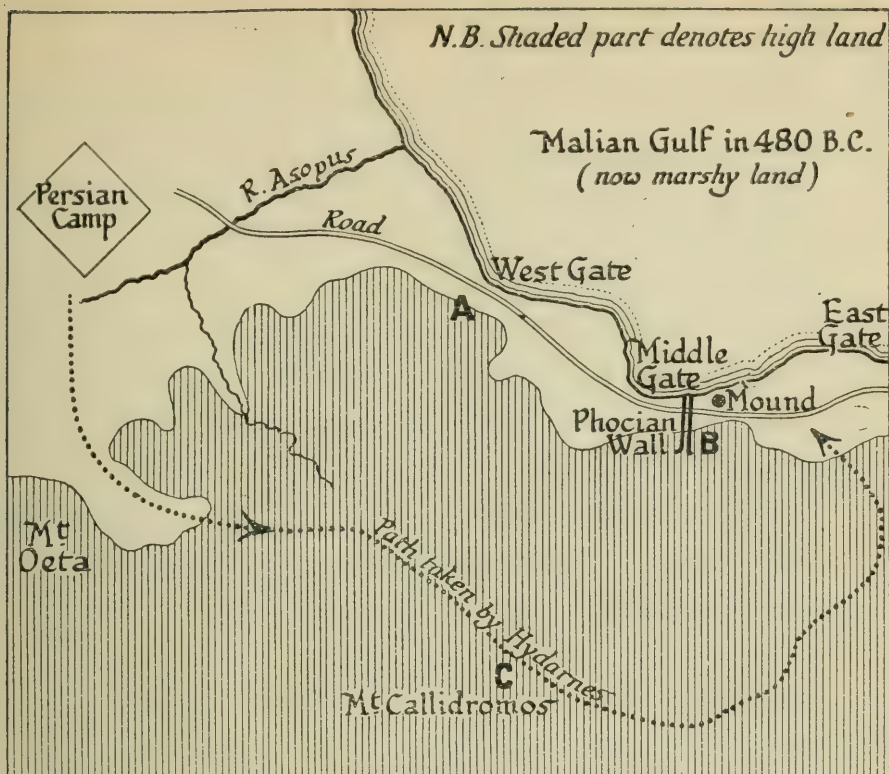 N.B. Shaded part denotes high land
Malian Gulf in 480 B.C.
(now marshy land)
Persian
Camp
R. Asopus
Road
West Gate
A
East
Gate
Middle
Gate
Mound
Phocian
Wall
B
Mt
Oeta
Path taken by Hydarnes
C
Mt Callidromos